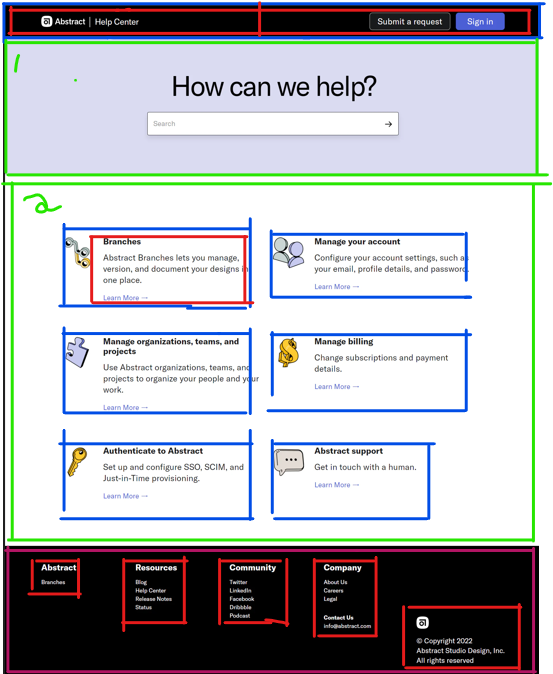 Abstract | Help Center
Submit a request
Sign in
1
How can we help?
Search
2
Branches
Abstract Branches lets you manage,
version, and document your designs in
one place.
Learn More →
Manage your account
Configure your account settings, such as
your email, profile details, and password.
Learn More →
Manage organizations, teams, and
projects
Use Abstract organizations, teams, and
projects to organize your people and your
work.
Learn More →
Manage billing
Change subscriptions and payment
details.
Learn More →
Authenticate to Abstract
Set up and configure SSO, SCIM, and
Just-in-Time provisioning.
Learn More →
Abstract support
Get in touch with a human.
Learn More →
Abstract
Branches
Resources
Blog
Help Center
Release Notes
Status
Community
Twitter
LinkedIn
Facebook
Dribbble
Podcast
Company
About Us
Careers
Legal
Contact Us
info@abstract.com
© Copyright 2022
Abstract Studio Design, Inc.
All rights reserved